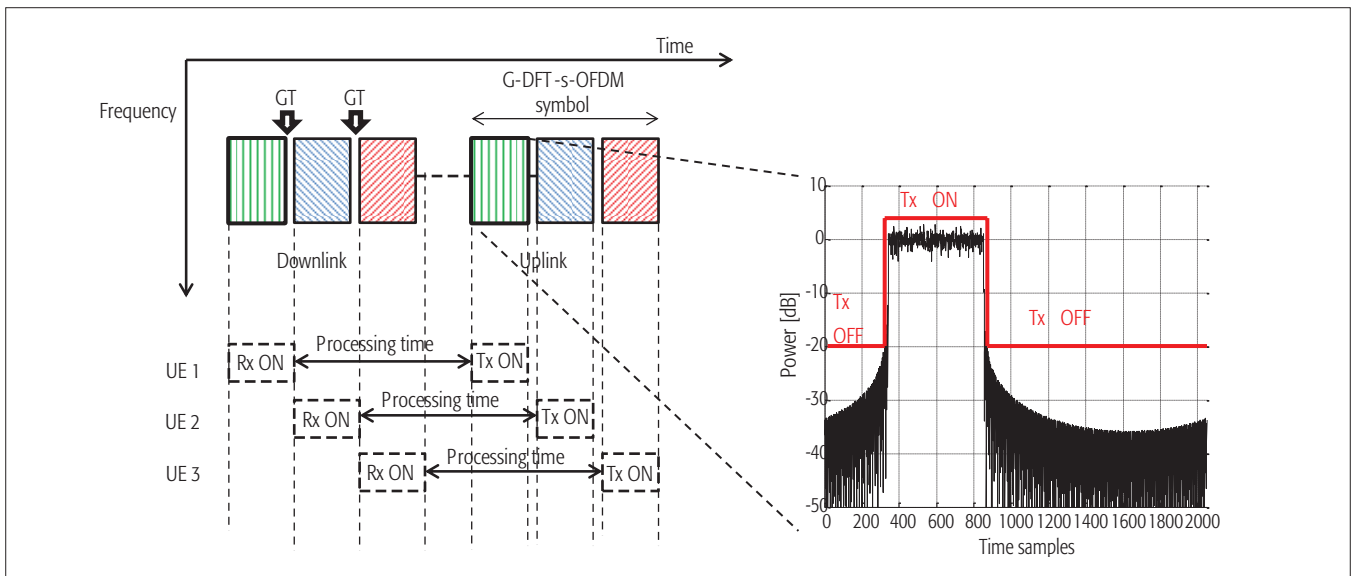 Time
Frequency
GT
GT
G-DFT -s-OFDM
symbol
Downlink
Uplink
UE 1
Rx ON
Processing time
Tx ON
UE 2
Rx ON
Processing time
Tx ON
UE 3
Rx ON
Processing time
Tx ON
10
0
-10
-20
-30
-40
-50
Power [dB]
Tx ON
Tx
OFF
Tx OFF
0 200 400 600 800 1000 1200 1400 1600 1800 2000
Time samples